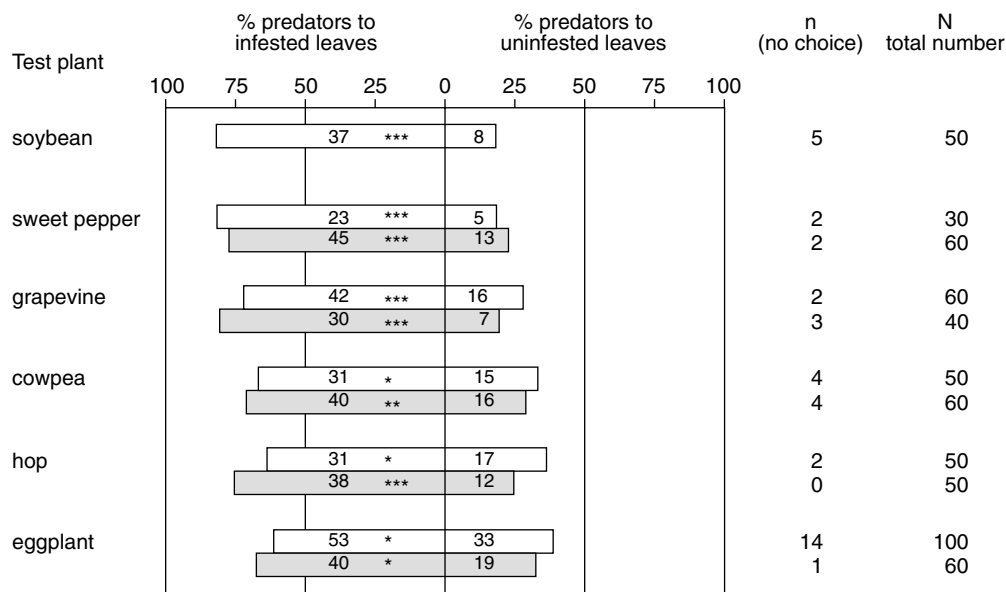 % predators to % predators to n N
infested leaves uninfested leaves (no choice) total number
Test plant
100 75 50 25 0 25 50 75 100
soybean 37 *** 8 5 50
sweet pepper 23 *** 5 2 30
45 *** 13 2 60
grapevine 42 *** 16 2 60
30 *** 7 3 40
cowpea 31 * 15 4 50
40 ** 16 4 60
hop 31 * 17 2 50
38 *** 12 0 50
eggplant 53 * 33 14 100
40 * 19 1 60